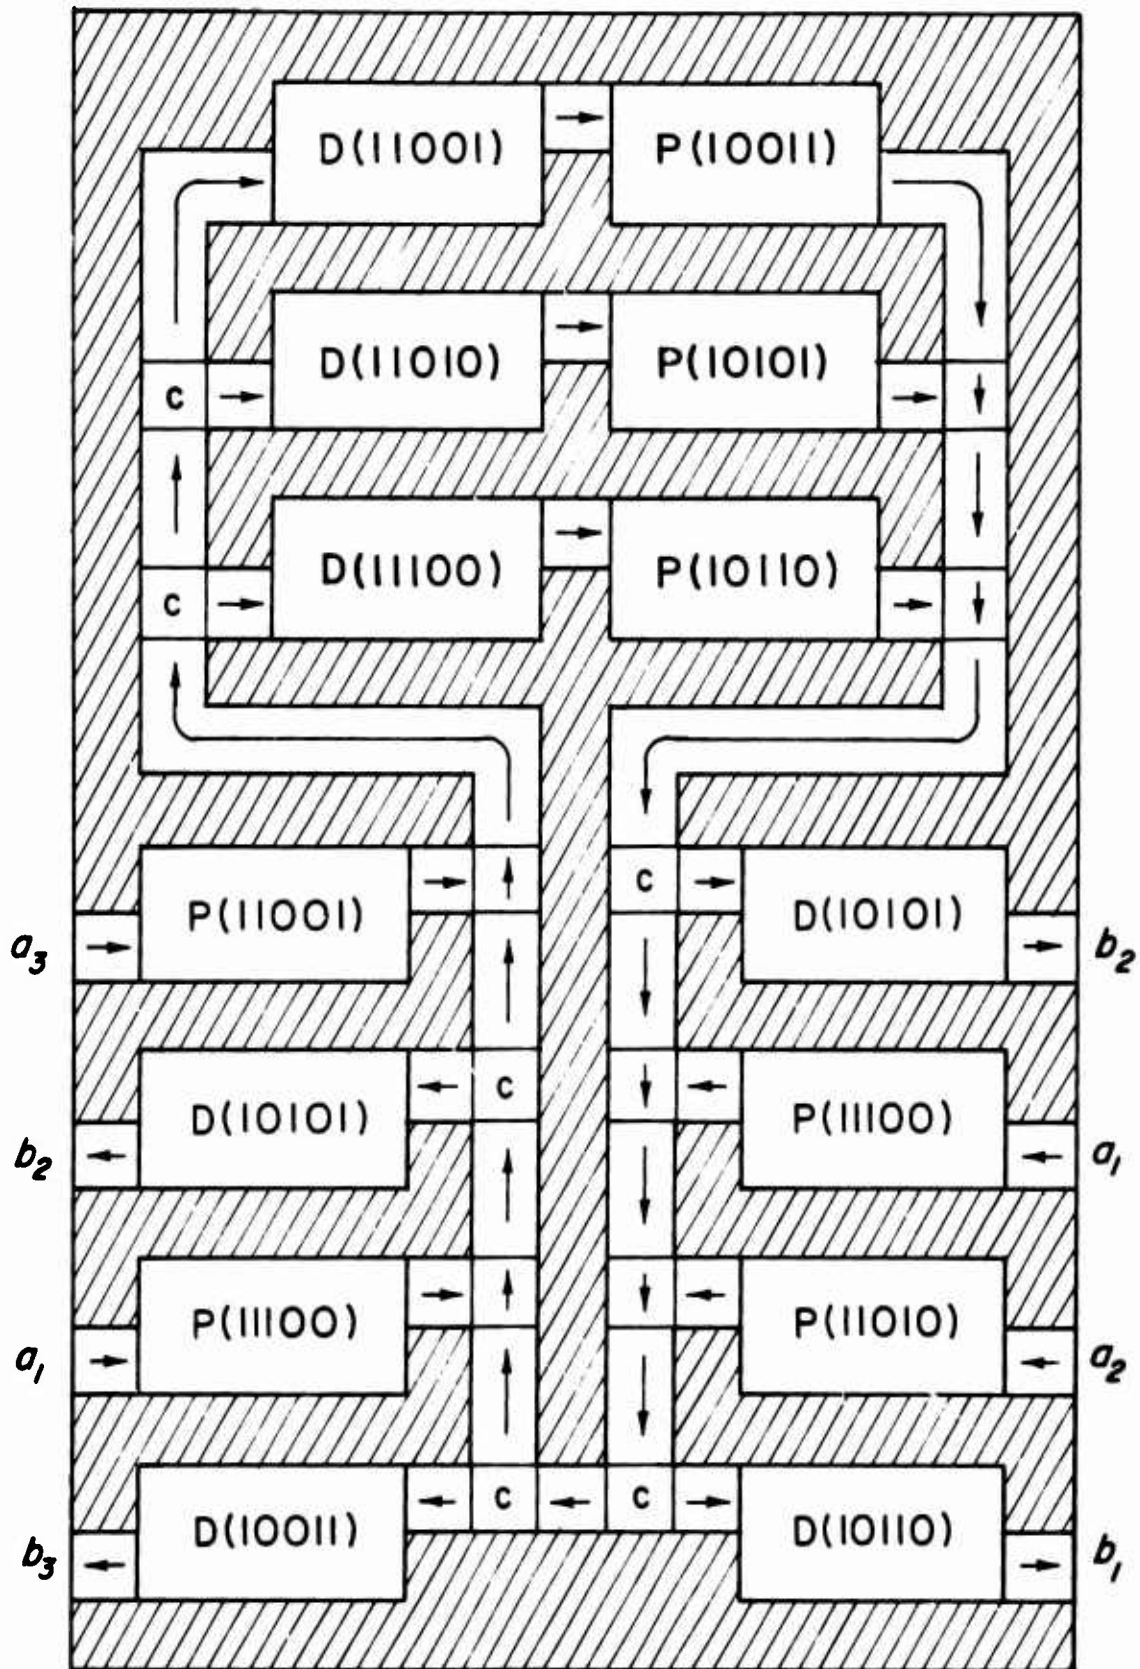 D(11001) P(10011)
D(11010) P(10101)
c
D(11100) P(10110)
c
c
P(11001) D(10101)
a₃ b₂
c
D(10101) P(11100)
b₂ a₁
P(11100) P(11010)
a₁ a₂
c c
D(10011) D(10110)
b₃ b₁